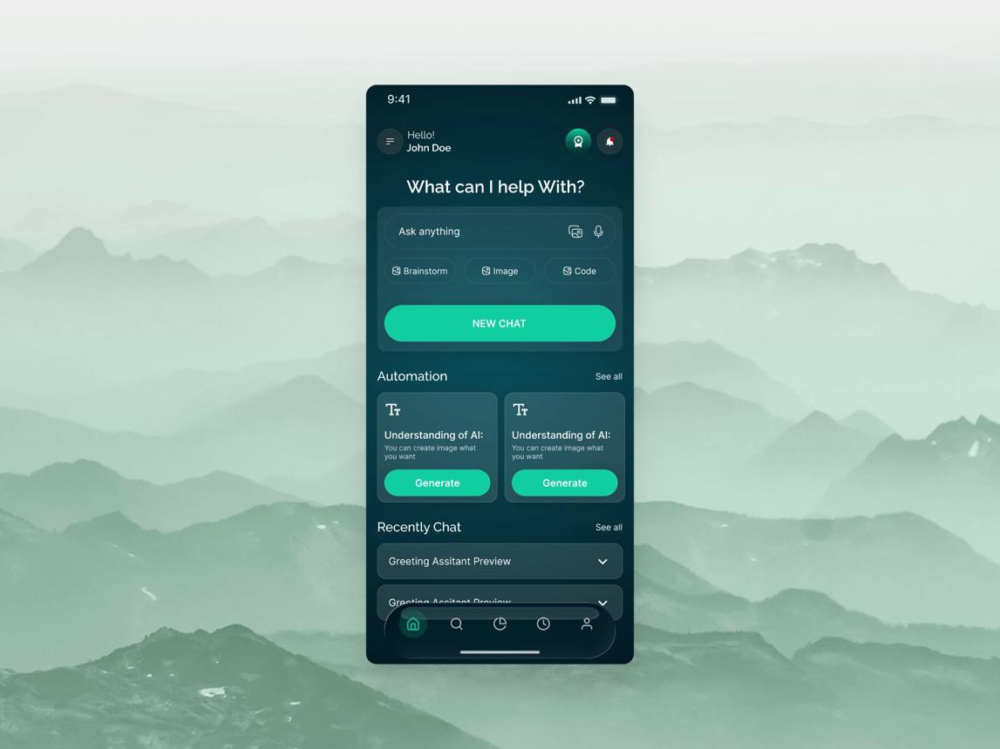 9:41
Hello!
John Doe
What can I help With?
Ask anything
Brainstorm
Image
Code
NEW CHAT
Automation
See all
Tт
Understanding of AI:
You can create image what
you want
Generate
Tт
Understanding of AI:
You can create image what
you want
Generate
Recently Chat
See all
Greeting Assitant Preview
Greeting Assitant Preview